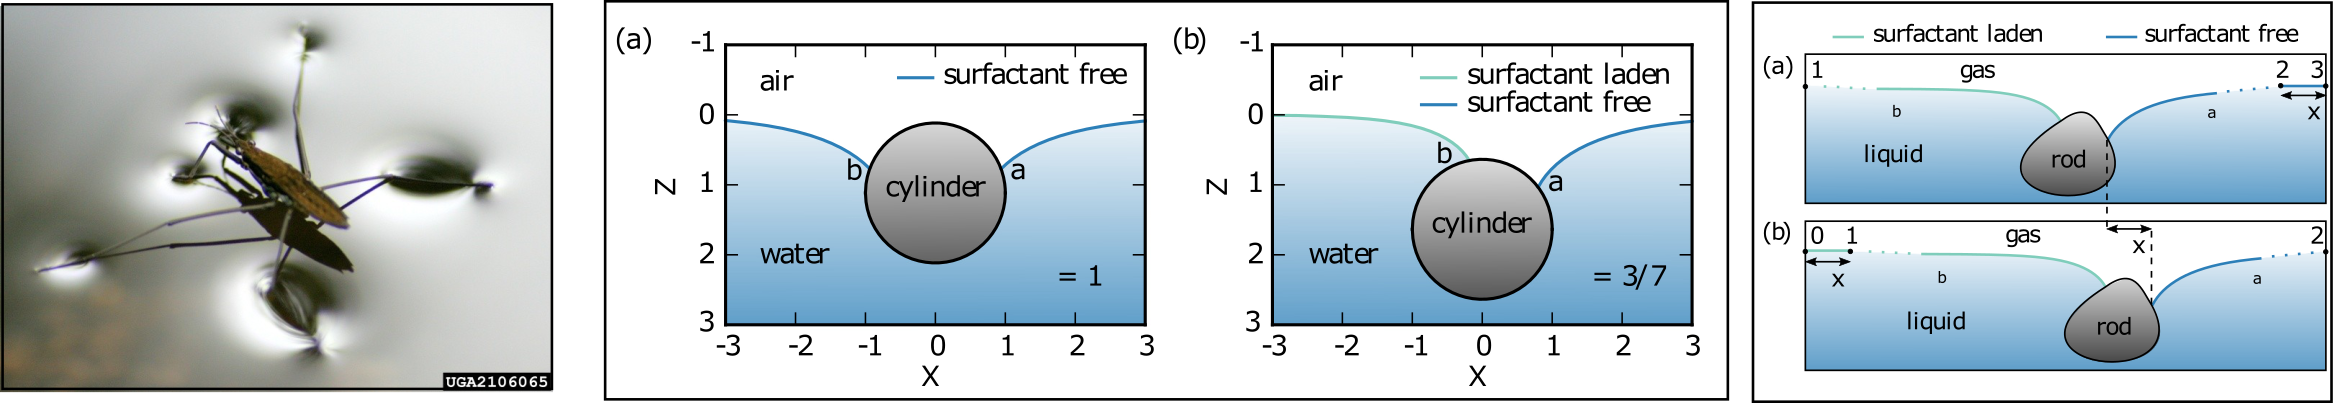 UGA2106065
(a)
-1
0
1
2
3
Z
air
surfactant free
b
cylinder
a
water
= 1
-3 -2 -1 0 1 2 3
X
(b)
-1
0
1
2
3
Z
air
surfactant laden
surfactant free
b
cylinder
a
water
= 3/7
-3 -2 -1 0 1 2 3
X
surfactant laden surfactant free
(a)
1 gas 2 3
x
b a
liquid rod
(b)
0 1 gas 2
x x
b a
liquid rod